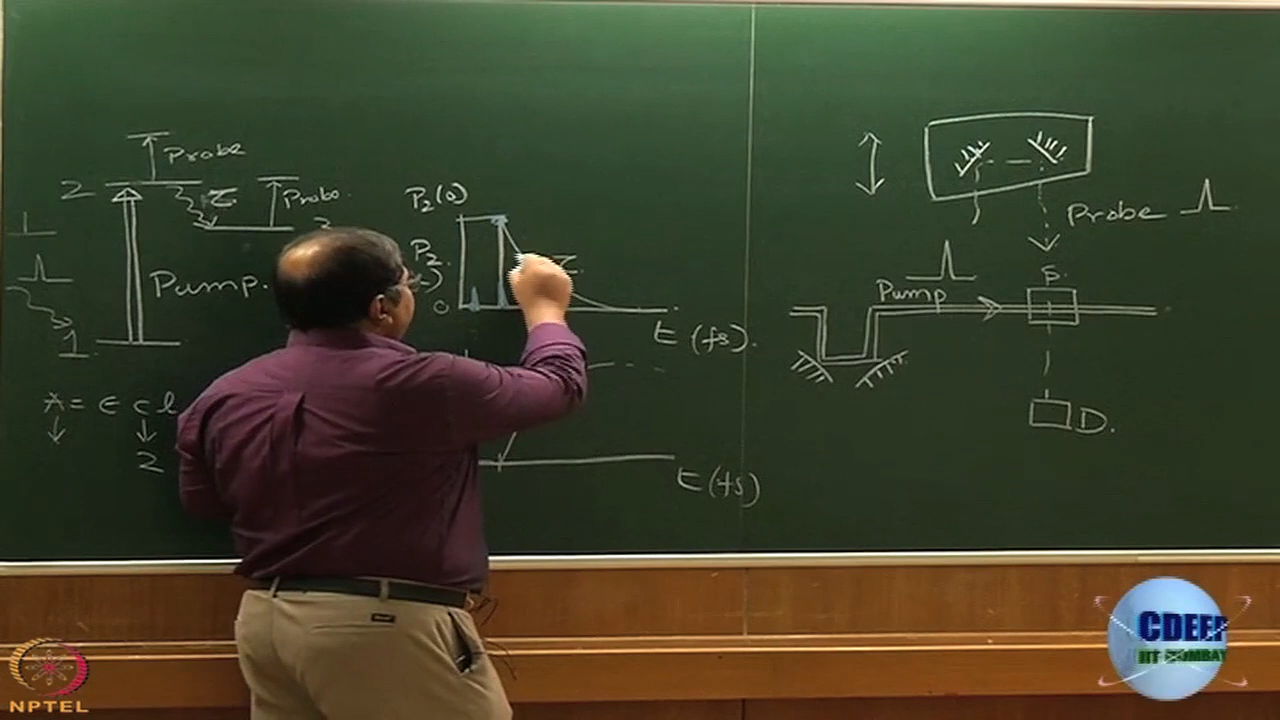 Probe
2
τ
Probe
Pump.
1
A = ε c l
2
P₂(0)
P₂
τ
0
t (fs).
t (fs)
Probe
Pump
S.
D.
CDEEP
IIT BOMBAY
NPTEL